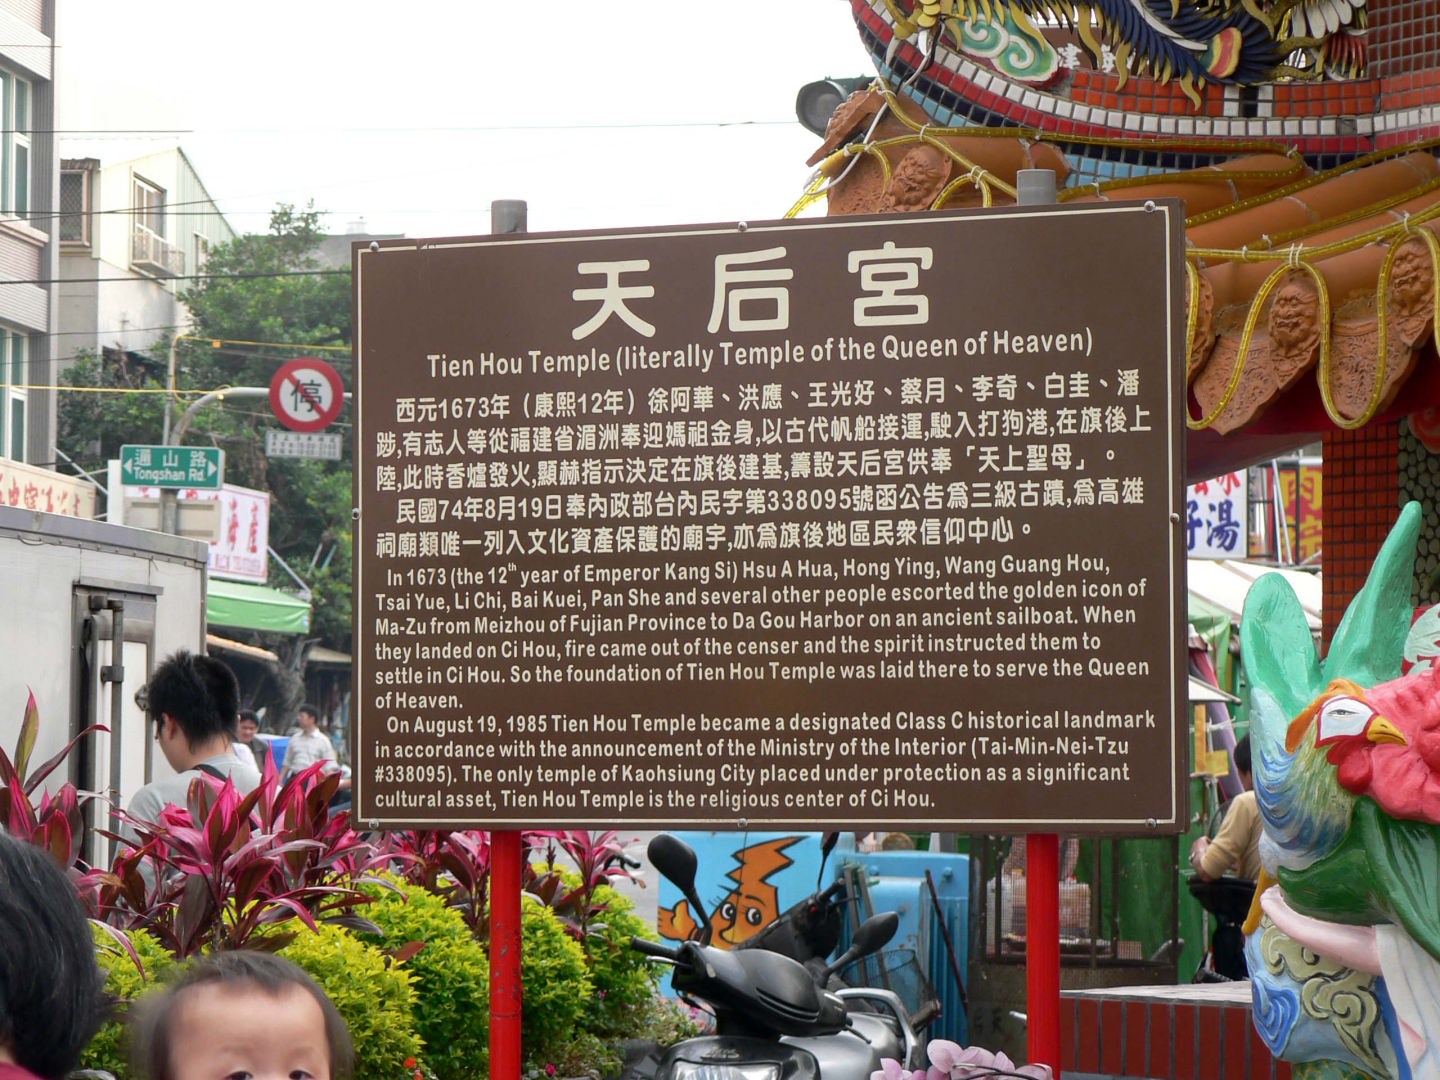 天后宮
Tien Hou Temple (literally Temple of the Queen of Heaven)
西元1673年（康熙12年）徐阿華、洪應、王光好、蔡月、李奇、白圭、潘
踄,有志人等從福建省湄洲奉迎媽祖金身,以古代帆船接運,駛入打狗港,在旗後上
陸,此時香爐發火,顯赫指示決定在旗後建基,籌設天后宮供奉「天上聖母」。
民國74年8月19日奉內政部台內民字第338095號函公告為三級古蹟,為高雄
祠廟類唯一列入文化資產保護的廟宇,亦為旗後地區民衆信仰中心。
In 1673 (the 12th year of Emperor Kang Si) Hsu A Hua, Hong Ying, Wang Guang Hou,
Tsai Yue, Li Chi, Bai Kuei, Pan She and several other people escorted the golden icon of
Ma-Zu from Meizhou of Fujian Province to Da Gou Harbor on an ancient sailboat. When
they landed on Ci Hou, fire came out of the censer and the spirit instructed them to
settle in Ci Hou. So the foundation of Tien Hou Temple was laid there to serve the Queen
of Heaven.
On August 19, 1985 Tien Hou Temple became a designated Class C historical landmark
in accordance with the announcement of the Ministry of the Interior (Tai-Min-Nei-Tzu
#338095). The only temple of Kaohsiung City placed under protection as a significant
cultural asset, Tien Hou Temple is the religious center of Ci Hou.
停
通山路
Tongshan Rd.
海產
好湯
肉